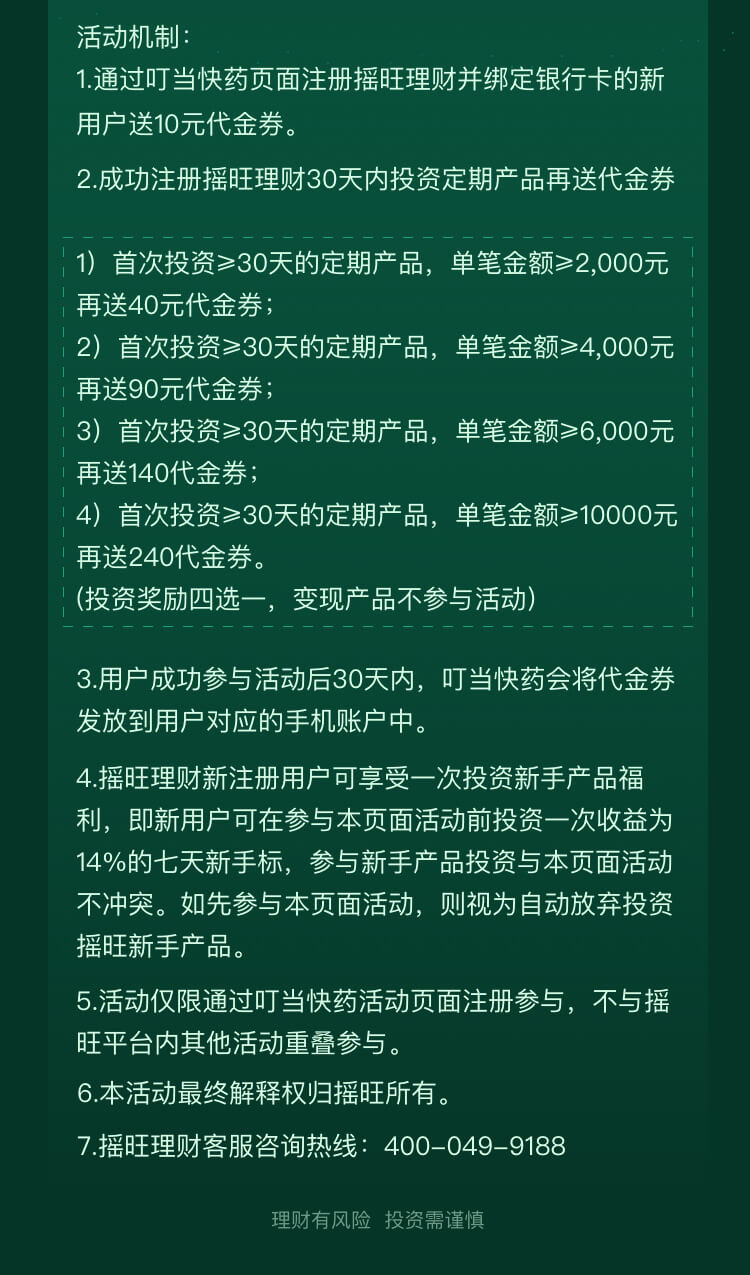 活动机制：
1.通过叮当快药页面注册摇旺理财并绑定银行卡的新
用户送10元代金券。
2.成功注册摇旺理财30天内投资定期产品再送代金券
1）首次投资≥30天的定期产品，单笔金额≥2,000元
再送40元代金券；
2）首次投资≥30天的定期产品，单笔金额≥4,000元
再送90元代金券；
3）首次投资≥30天的定期产品，单笔金额≥6,000元
再送140代金券；
4）首次投资≥30天的定期产品，单笔金额≥10000元
再送240代金券。
(投资奖励四选一，变现产品不参与活动)
3.用户成功参与活动后30天内，叮当快药会将代金券
发放到用户对应的手机账户中。
4.摇旺理财新注册用户可享受一次投资新手产品福
利，即新用户可在参与本页面活动前投资一次收益为
14%的七天新手标，参与新手产品投资与本页面活动
不冲突。如先参与本页面活动，则视为自动放弃投资
摇旺新手产品。
5.活动仅限通过叮当快药活动页面注册参与，不与摇
旺平台内其他活动重叠参与。
6.本活动最终解释权归摇旺所有。
7.摇旺理财客服咨询热线：400-049-9188
理财有风险 投资需谨慎